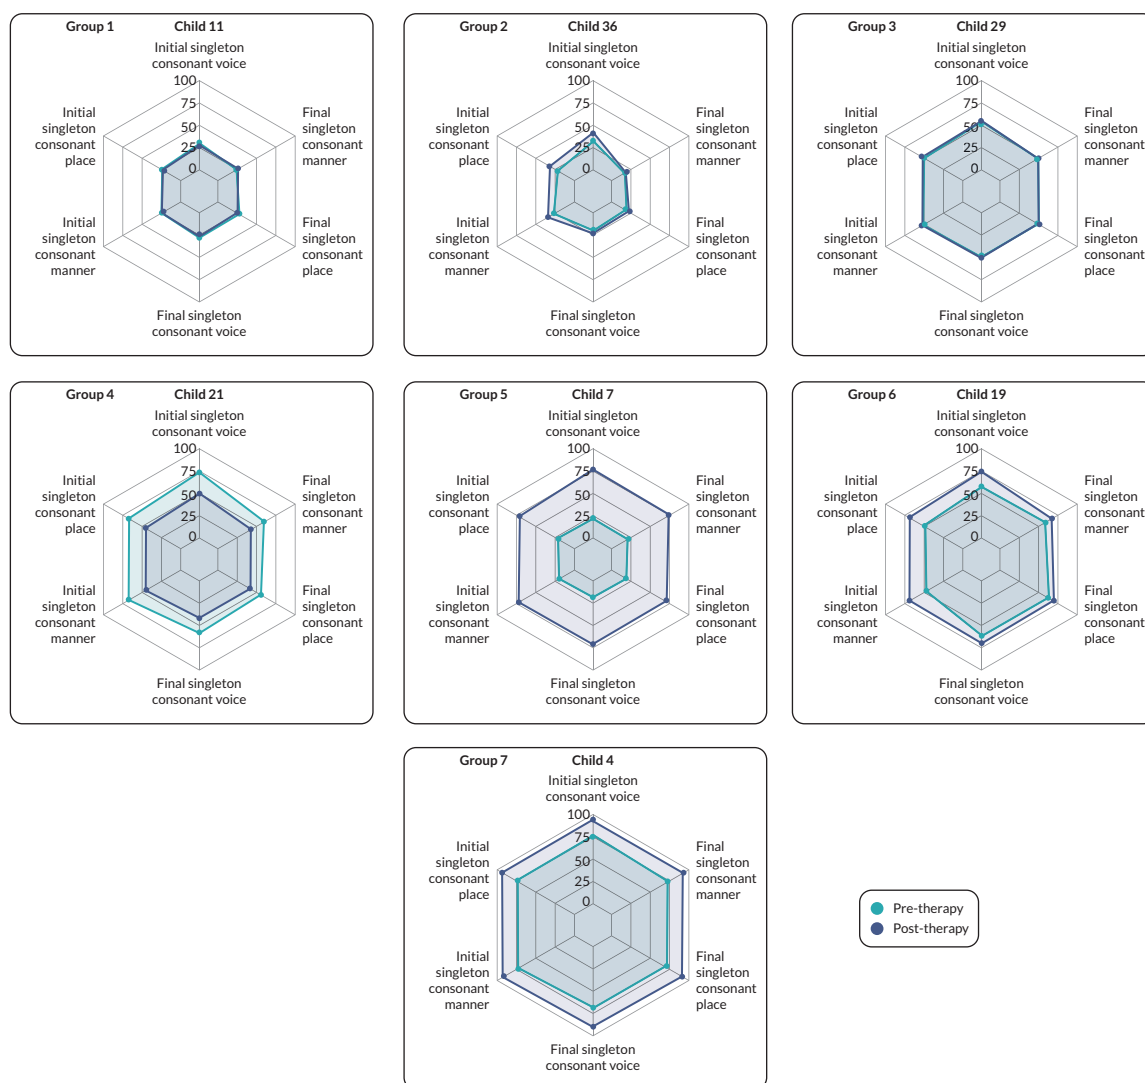 Group 1 Child 11
Initial singleton
consonant voice
100
75
50
25
0
Initial
singleton
consonant
place
Final
singleton
consonant
manner
Initial
singleton
consonant
manner
Final
singleton
consonant
place
Final singleton
consonant voice
Group 2 Child 36
Initial singleton
consonant voice
100
75
50
25
0
Initial
singleton
consonant
place
Final
singleton
consonant
manner
Initial
singleton
consonant
manner
Final
singleton
consonant
place
Final singleton
consonant voice
Group 3 Child 29
Initial singleton
consonant voice
100
75
50
25
0
Initial
singleton
consonant
place
Final
singleton
consonant
manner
Initial
singleton
consonant
manner
Final
singleton
consonant
place
Final singleton
consonant voice
Group 4 Child 21
Initial singleton
consonant voice
100
75
50
25
0
Initial
singleton
consonant
place
Final
singleton
consonant
manner
Initial
singleton
consonant
manner
Final
singleton
consonant
place
Final singleton
consonant voice
Group 5 Child 7
Initial singleton
consonant voice
100
75
50
25
0
Initial
singleton
consonant
place
Final
singleton
consonant
manner
Initial
singleton
consonant
manner
Final
singleton
consonant
place
Final singleton
consonant voice
Group 6 Child 19
Initial singleton
consonant voice
100
75
50
25
0
Initial
singleton
consonant
place
Final
singleton
consonant
manner
Initial
singleton
consonant
manner
Final
singleton
consonant
place
Final singleton
consonant voice
Group 7 Child 4
Initial singleton
consonant voice
100
75
50
25
0
Initial
singleton
consonant
place
Final
singleton
consonant
manner
Initial
singleton
consonant
manner
Final
singleton
consonant
place
Final singleton
consonant voice
Pre-therapy
Post-therapy